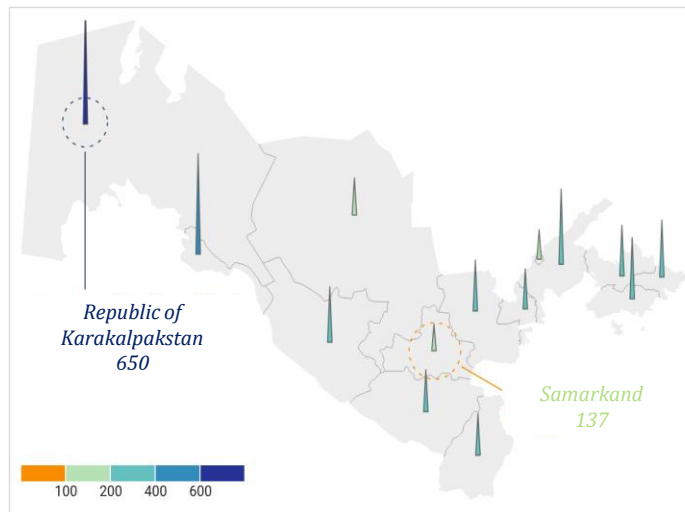 Republic of
Karakalpakstan
650
Samarkand
137
100 200 400 600